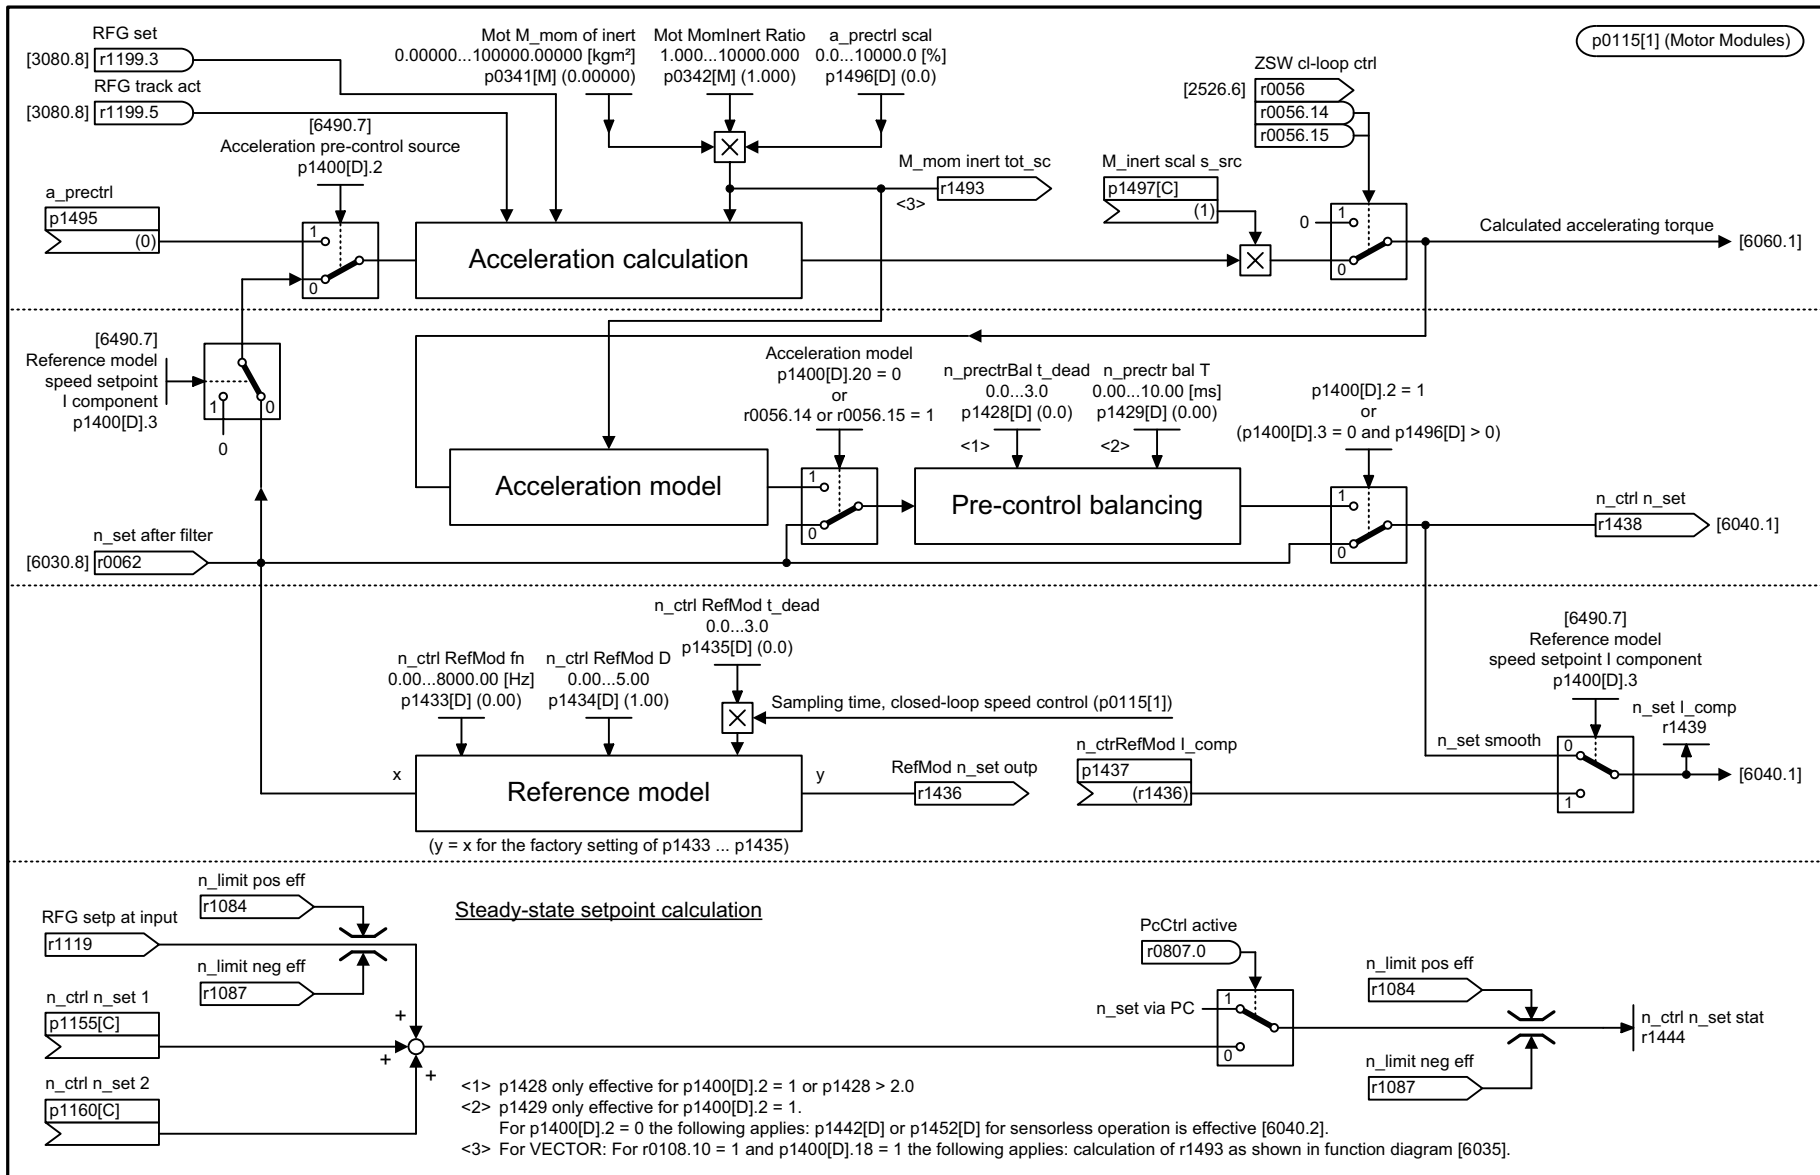 RFG set
[3080.8] r1199.3
RFG track act
[3080.8] r1199.5
Mot M_mom of inert
0.00000...100000.00000 [kgm²]
p0341[M] (0.00000)
Mot MomInert Ratio
1.000...10000.000
p0342[M] (1.000)
a_prectrl scal
0.0...10000.0 [%]
p1496[D] (0.0)
p0115[1] (Motor Modules)
ZSW cl-loop ctrl
[2526.6] r0056
r0056.14
r0056.15
[6490.7]
Acceleration pre-control source
p1400[D].2
a_prectrl
p1495
(0)
1
0
Acceleration calculation
M_mom inert tot_sc
r1493
<3>
M_inert scal s_src
p1497[C]
(1)
0
1
0
Calculated accelerating torque
[6060.1]
[6490.7]
Reference model
speed setpoint
I component
p1400[D].3
1
0
0
Acceleration model
p1400[D].20 = 0
or
r0056.14 or r0056.15 = 1
n_prectrBal t_dead
0.0...3.0
p1428[D] (0.0)
<1>
n_prectr bal T
0.00...10.00 [ms]
p1429[D] (0.00)
<2>
p1400[D].2 = 1
or
(p1400[D].3 = 0 and p1496[D] > 0)
Acceleration model
1
0
Pre-control balancing
1
0
n_ctrl n_set
r1438 [6040.1]
n_set after filter
[6030.8] r0062
n_ctrl RefMod fn
0.00...8000.00 [Hz]
p1433[D] (0.00)
n_ctrl RefMod D
0.00...5.00
p1434[D] (1.00)
n_ctrl RefMod t_dead
0.0...3.0
p1435[D] (0.0)
Sampling time, closed-loop speed control (p0115[1])
[6490.7]
Reference model
speed setpoint I component
p1400[D].3
n_set I_comp
r1439
x
Reference model
y
RefMod n_set outp
r1436
n_ctrRefMod I_comp
p1437
(r1436)
n_set smooth
0
1
[6040.1]
(y = x for the factory setting of p1433 ... p1435)
Steady-state setpoint calculation
n_limit pos eff
r1084
RFG setp at input
r1119
n_limit neg eff
r1087
n_ctrl n_set 1
p1155[C]
+
+
+
n_ctrl n_set 2
p1160[C]
PcCtrl active
r0807.0
n_set via PC
1
0
n_limit pos eff
r1084
n_ctrl n_set stat
r1444
n_limit neg eff
r1087
<1> p1428 only effective for p1400[D].2 = 1 or p1428 > 2.0
<2> p1429 only effective for p1400[D].2 = 1.
For p1400[D].2 = 0 the following applies: p1442[D] or p1452[D] for sensorless operation is effective [6040.2].
<3> For VECTOR: For r0108.10 = 1 and p1400[D].18 = 1 the following applies: calculation of r1493 as shown in function diagram [6035].